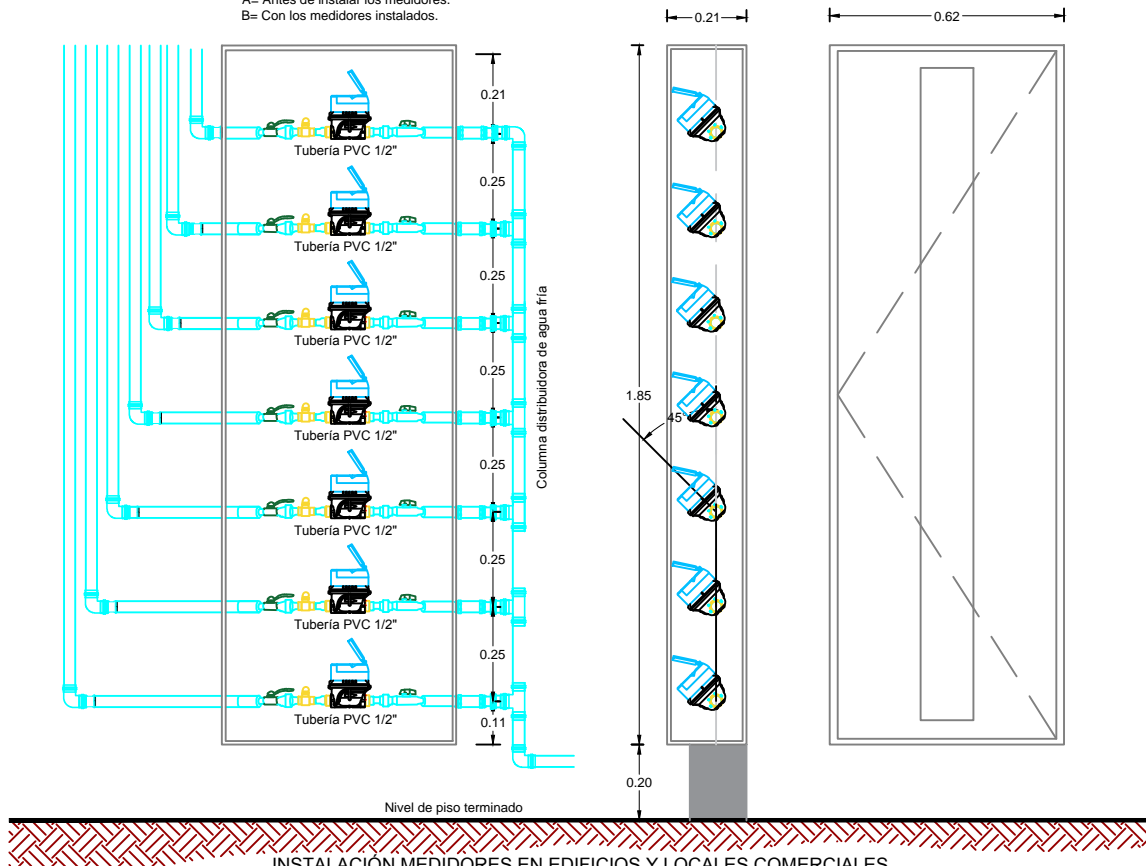 A= Antes de instalar los medidores.
B= Con los medidores instalados.
0.21
0.62
0.21
Tubería PVC 1/2"
0.25
Tubería PVC 1/2"
0.25
Tubería PVC 1/2"
Columna distribuidora de agua fría
0.25
1.85
45°
Tubería PVC 1/2"
0.25
Tubería PVC 1/2"
0.25
Tubería PVC 1/2"
0.25
Tubería PVC 1/2"
0.11
0.20
Nivel de piso terminado
INSTALACIÓN MEDIDORES EN EDIFICIOS Y LOCALES COMERCIALES